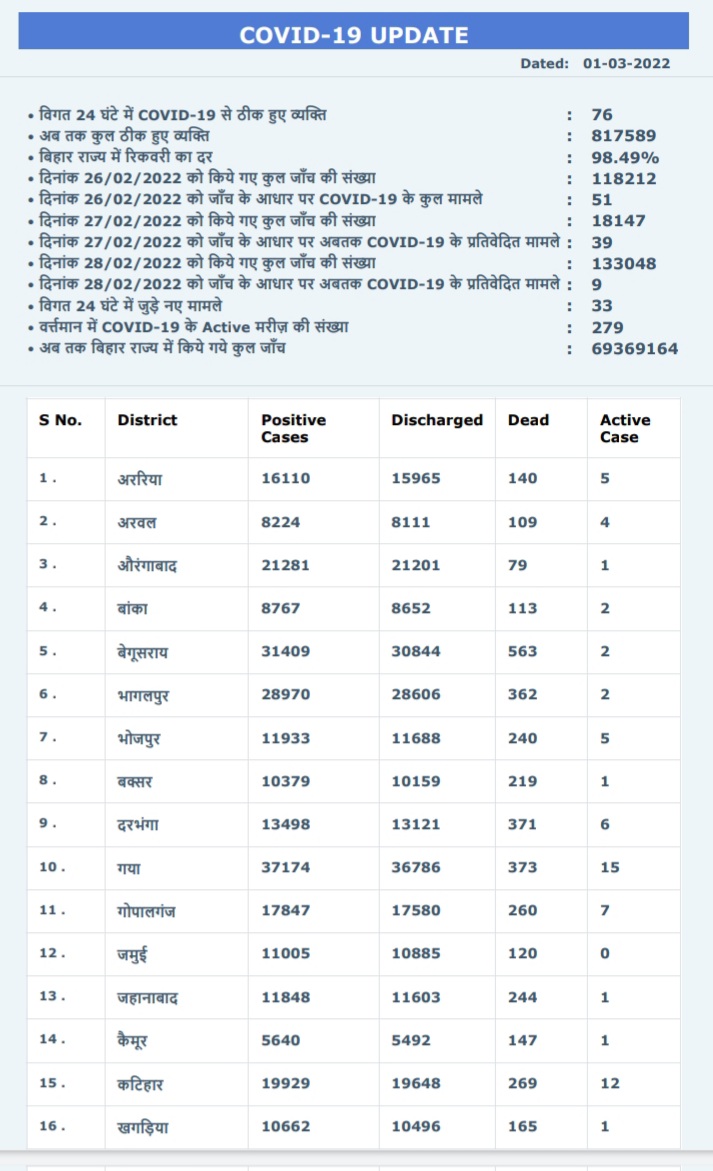 COVID-19 UPDATE
Dated: 01-03-2022
• विगत 24 घंटे में COVID-19 से ठीक हुए व्यक्ति : 76
• अब तक कुल ठीक हुए व्यक्ति : 817589
• बिहार राज्य में रिकवरी का दर : 98.49%
• दिनांक 26/02/2022 को किये गए कुल जाँच की संख्या : 118212
• दिनांक 26/02/2022 को जाँच के आधार पर COVID-19 के कुल मामले : 51
• दिनांक 27/02/2022 को किये गए कुल जाँच की संख्या : 18147
• दिनांक 27/02/2022 को जाँच के आधार पर अबतक COVID-19 के प्रतिवेदित मामले : 39
• दिनांक 28/02/2022 को किये गए कुल जाँच की संख्या : 133048
• दिनांक 28/02/2022 को जाँच के आधार पर अबतक COVID-19 के प्रतिवेदित मामले : 9
• विगत 24 घंटे में जुड़े नए मामले : 33
• वर्त्तमान में COVID-19 के Active मरीज़ की संख्या : 279
• अब तक बिहार राज्य में किये गये कुल जाँच : 69369164
S No. District Positive Cases Discharged Dead Active Case
1 . अररिया 16110 15965 140 5
2 . अरवल 8224 8111 109 4
3 . औरंगाबाद 21281 21201 79 1
4 . बांका 8767 8652 113 2
5 . बेगूसराय 31409 30844 563 2
6 . भागलपुर 28970 28606 362 2
7 . भोजपुर 11933 11688 240 5
8 . बक्सर 10379 10159 219 1
9 . दरभंगा 13498 13121 371 6
10 . गया 37174 36786 373 15
11 . गोपालगंज 17847 17580 260 7
12 . जमुई 11005 10885 120 0
13 . जहानाबाद 11848 11603 244 1
14 . कैमूर 5640 5492 147 1
15 . कटिहार 19929 19648 269 12
16 . खगड़िया 10662 10496 165 1